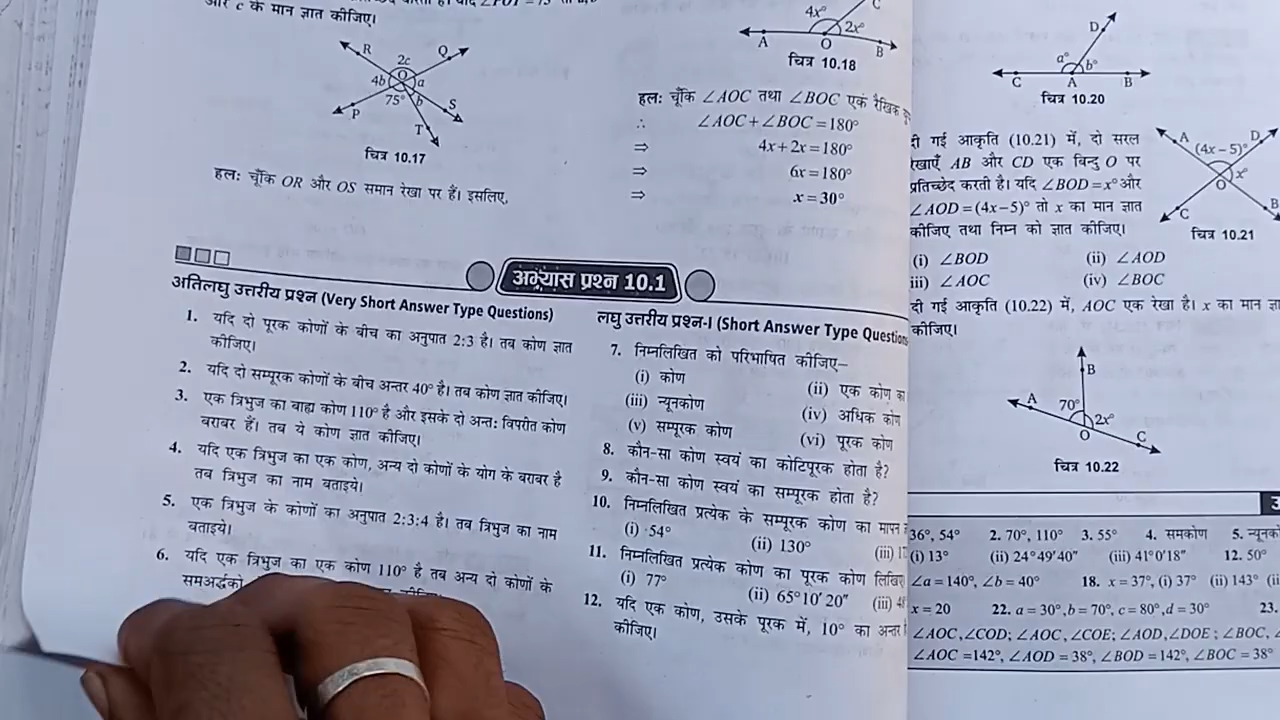 और c के मान ज्ञात कीजिए।
R
Q
2c
4b
O
a
75°
b
P
S
T
चित्र 10.17
हलः चूँकि OR और OS समान रेखा पर हैं। इसलिए,
4x°
C
2x°
A
O
B
चित्र 10.18
हलः चूँकि ∠AOC तथा ∠BOC एक रैखिक
∴ ∠AOC+∠BOC=180°
⇒ 4x+2x=180°
⇒ 6x=180°
⇒ x=30°
अभ्यास प्रश्न 10.1
अतिलघु उत्तरीय प्रश्न (Very Short Answer Type Questions)
1. यदि दो पूरक कोणों के बीच का अनुपात 2:3 है। तब कोण ज्ञात
कीजिए।
2. यदि दो सम्पूरक कोणों के बीच अन्तर 40° है। तब कोण ज्ञात कीजिए।
3. एक त्रिभुज का बाह्य कोण 110° है और इसके दो अन्तः विपरीत कोण
बराबर हैं। तब ये कोण ज्ञात कीजिए।
4. यदि एक त्रिभुज का एक कोण, अन्य दो कोणों के योग के बराबर है
तब त्रिभुज का नाम बताइये।
5. एक त्रिभुज के कोणों का अनुपात 2:3:4 है। तब त्रिभुज का नाम
बताइये।
6. यदि एक त्रिभुज का एक कोण 110° है तब अन्य दो कोणों के
लघु उत्तरीय प्रश्न-I (Short Answer Type Questions
7. निम्नलिखित को परिभाषित कीजिए–
(i) कोण (ii) एक कोण का
(iii) न्यूनकोण (iv) अधिक कोण
(v) सम्पूरक कोण (vi) पूरक कोण
8. कौन-सा कोण स्वयं का कोटिपूरक होता है?
9. कौन-सा कोण स्वयं का सम्पूरक होता है?
10. निम्नलिखित प्रत्येक के सम्पूरक कोण का मापन
(i) 54° (ii) 130° (iii)
11. निम्नलिखित प्रत्येक कोण का पूरक कोण लिखिए
(i) 77° (ii) 65°10′20″ (iii)
12. यदि एक कोण, उसके पूरक में, 10° का अन्तर
कीजिए।
D
a°
b°
C
A
B
चित्र 10.20
दी गई आकृति (10.21) में, दो सरल
रेखाएँ AB और CD एक बिन्दु O पर
प्रतिच्छेद करती है। यदि ∠BOD=x° और
∠AOD=(4x–5)° तो x का मान ज्ञात
कीजिए तथा निम्न को ज्ञात कीजिए।
A
D
(4x–5)°
x°
O
C
B
चित्र 10.21
(i) ∠BOD (ii) ∠AOD
iii) ∠AOC (iv) ∠BOC
दी गई आकृति (10.22) में, AOC एक रेखा है। x का मान
कीजिए।
B
A
70°
2x°
O
C
चित्र 10.22
36°, 54° 2. 70°, 110° 3. 55° 4. समकोण 5.
(i) 13° (ii) 24°49′40″ (iii) 41°0′18″ 12. 50°
∠a=140°, ∠b=40° 18. x=37°, (i) 37° (ii) 143°
x=20 22. a=30°, b=70°, c=80°, d=30° 23.
∠AOC, ∠COD; ∠AOC, ∠COE; ∠AOD, ∠DOE; ∠BOC,
∠AOC=142°, ∠AOD=38°, ∠BOD=142°, ∠BOC=38°